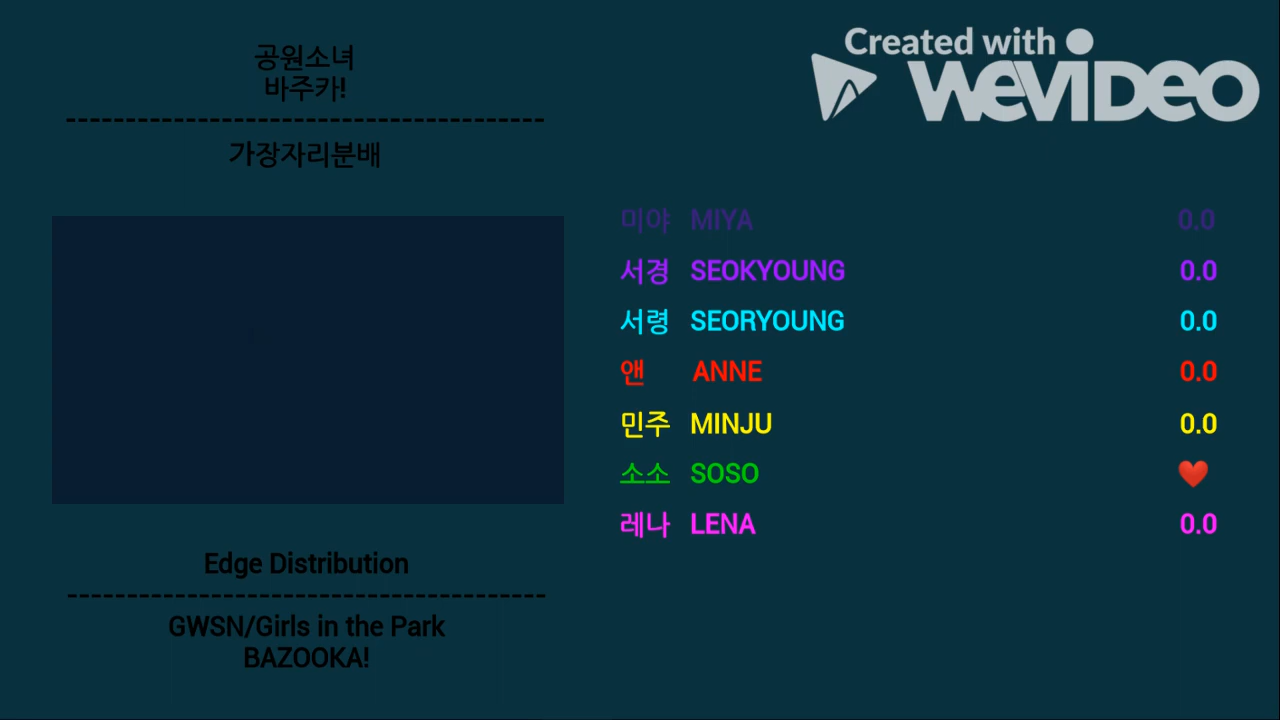 공원소녀
바주카!
----------------------------------------
가장자리분배
Created with
WEVIDEO
미야 MIYA 0.0
서경 SEOKYOUNG 0.0
서령 SEORYOUNG 0.0
앤 ANNE 0.0
민주 MINJU 0.0
소소 SOSO ❤️
레나 LENA 0.0
Edge Distribution
----------------------------------------
GWSN/Girls in the Park
BAZOOKA!